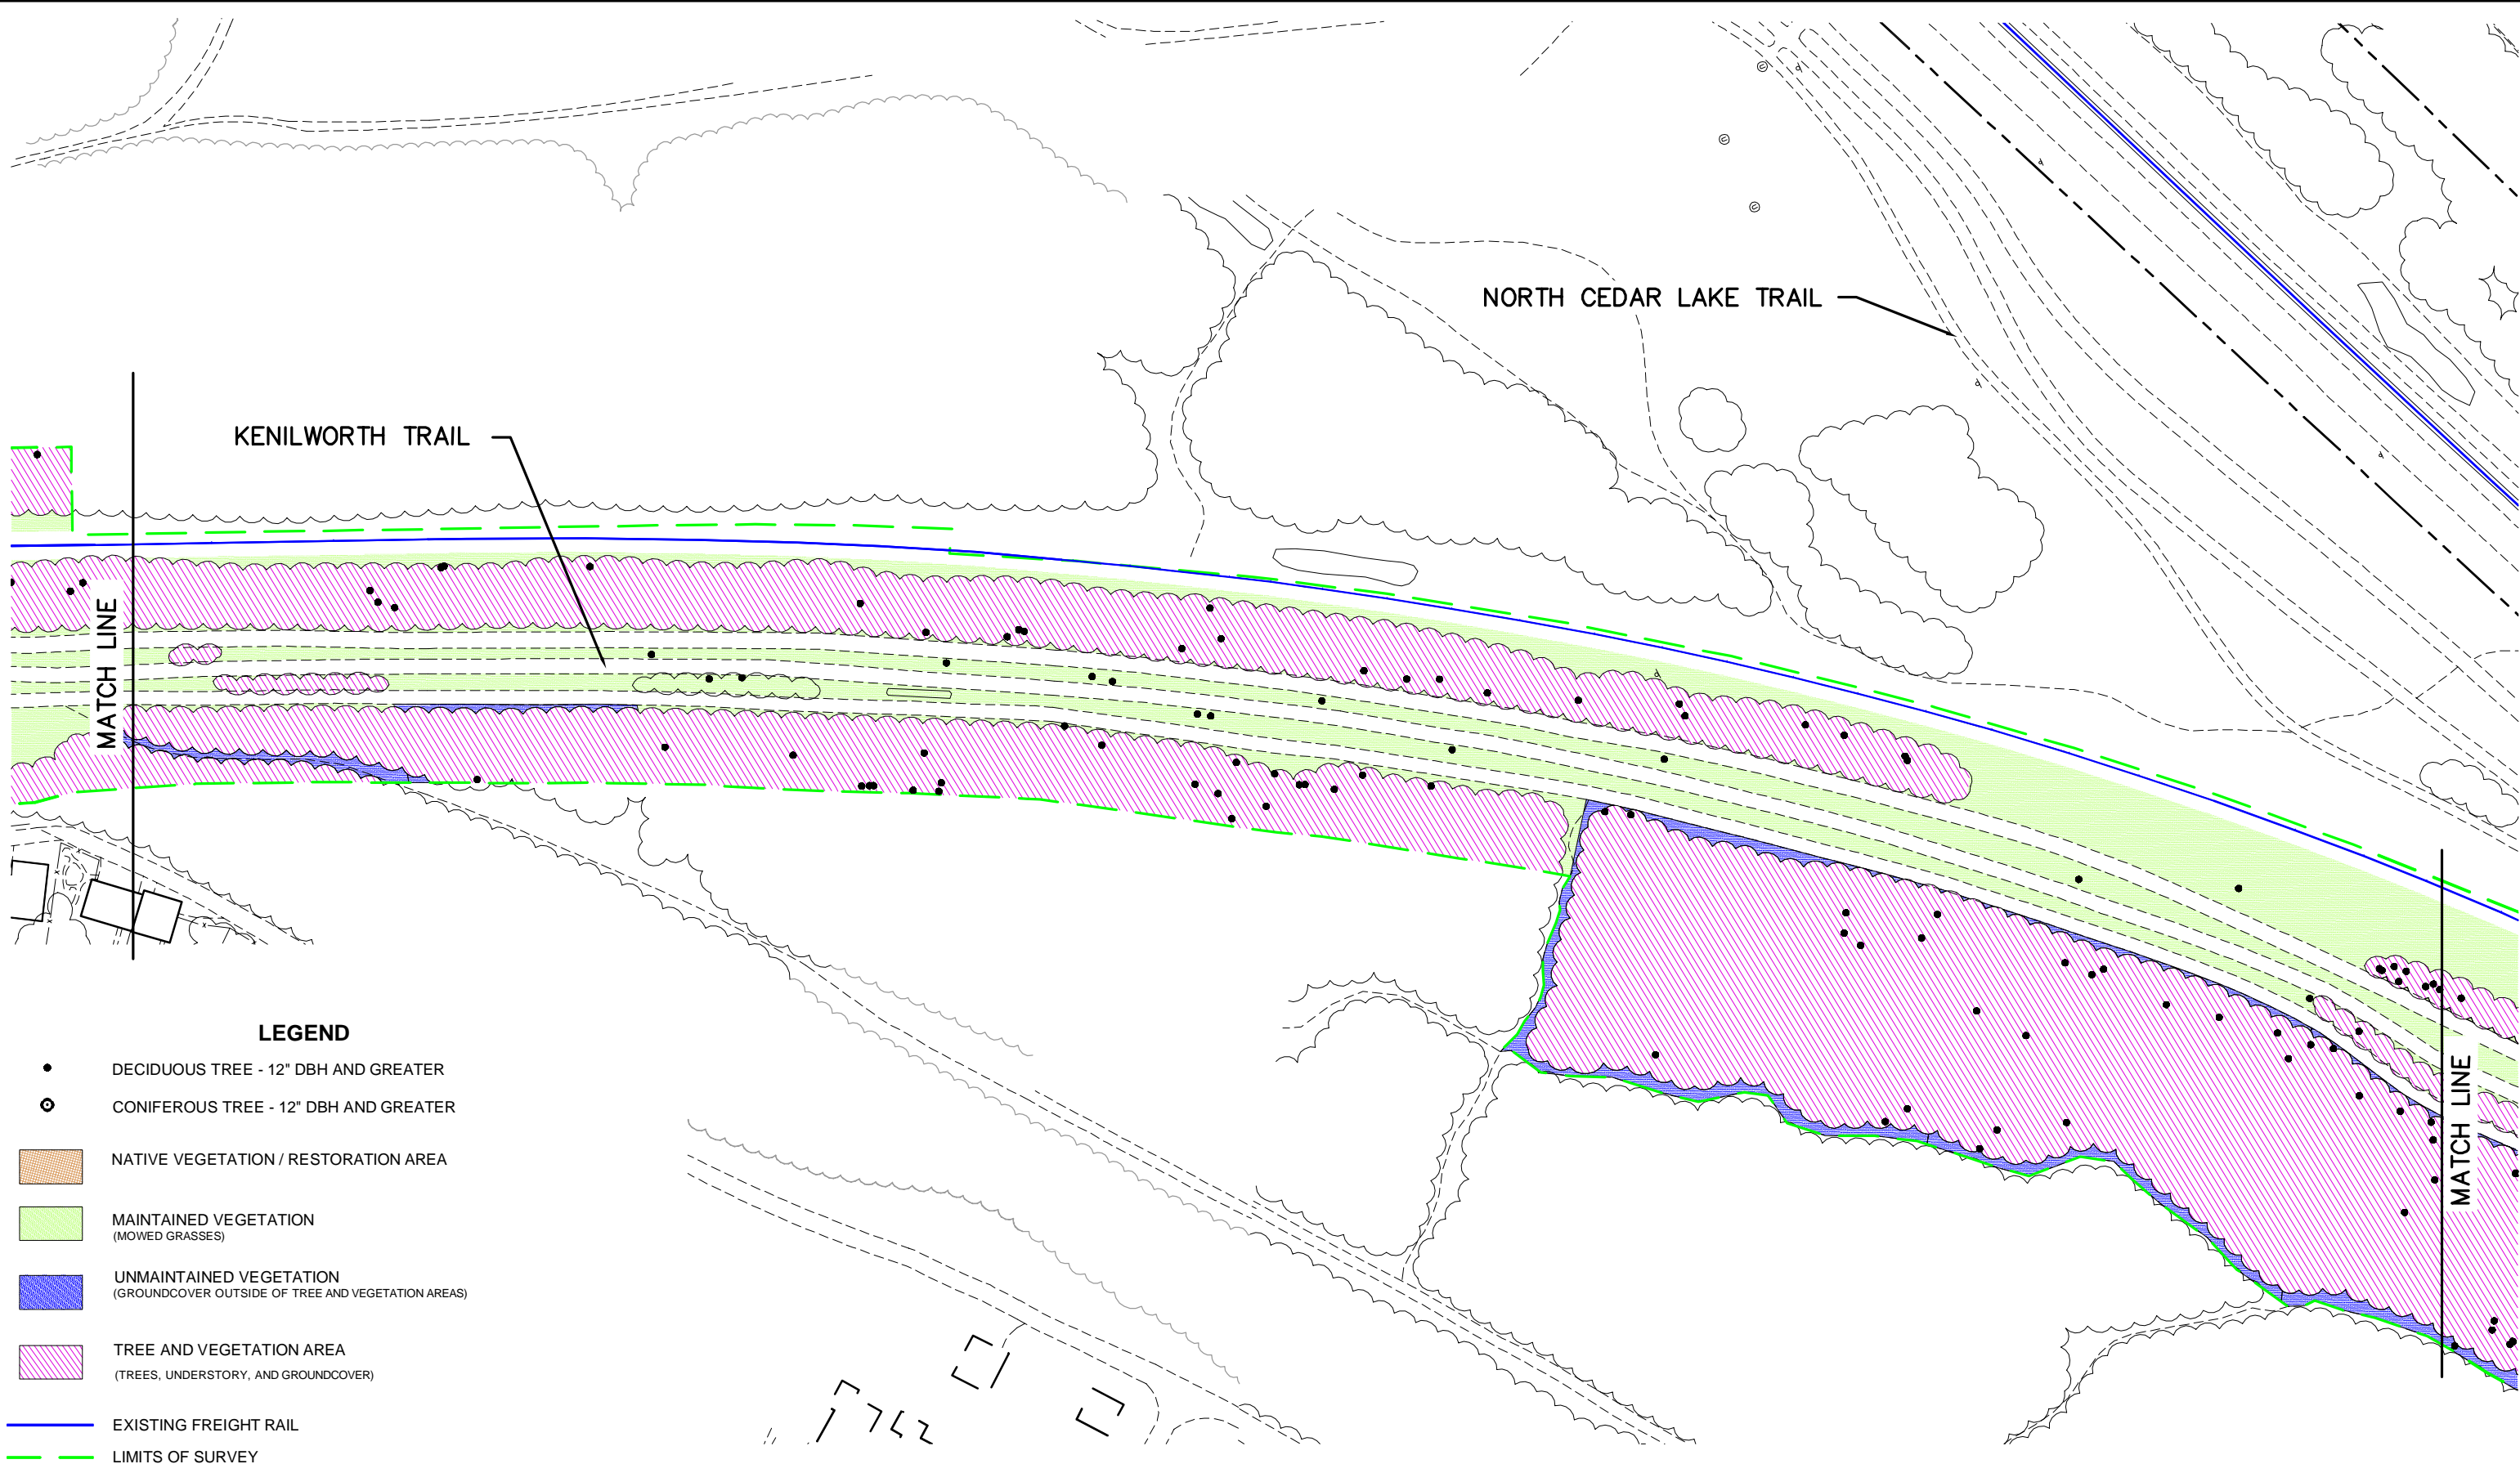 NORTH CEDAR LAKE TRAIL
KENILWORTH TRAIL
MATCH LINE
MATCH LINE
LEGEND
DECIDUOUS TREE - 12" DBH AND GREATER
CONIFEROUS TREE - 12" DBH AND GREATER
NATIVE VEGETATION / RESTORATION AREA
MAINTAINED VEGETATION
(MOWED GRASSES)
UNMAINTAINED VEGETATION
(GROUNDCOVER OUTSIDE OF TREE AND VEGETATION AREAS)
TREE AND VEGETATION AREA
(TREES, UNDERSTORY, AND GROUNDCOVER)
EXISTING FREIGHT RAIL
LIMITS OF SURVEY